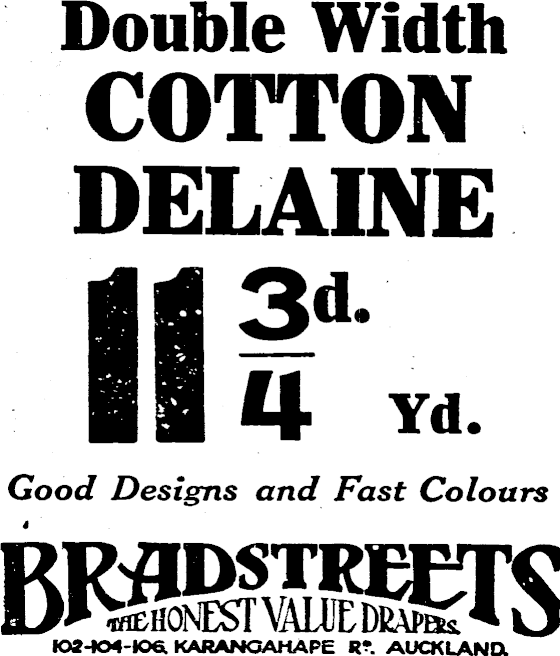 Double Width
COTTON
DELAINE
11 3/4 d. Yd.
Good Designs and Fast Colours
BRADSTREETS
THE HONEST VALUE DRAPERS.
102-104-106, KARANGAHAPE RD. AUCKLAND.